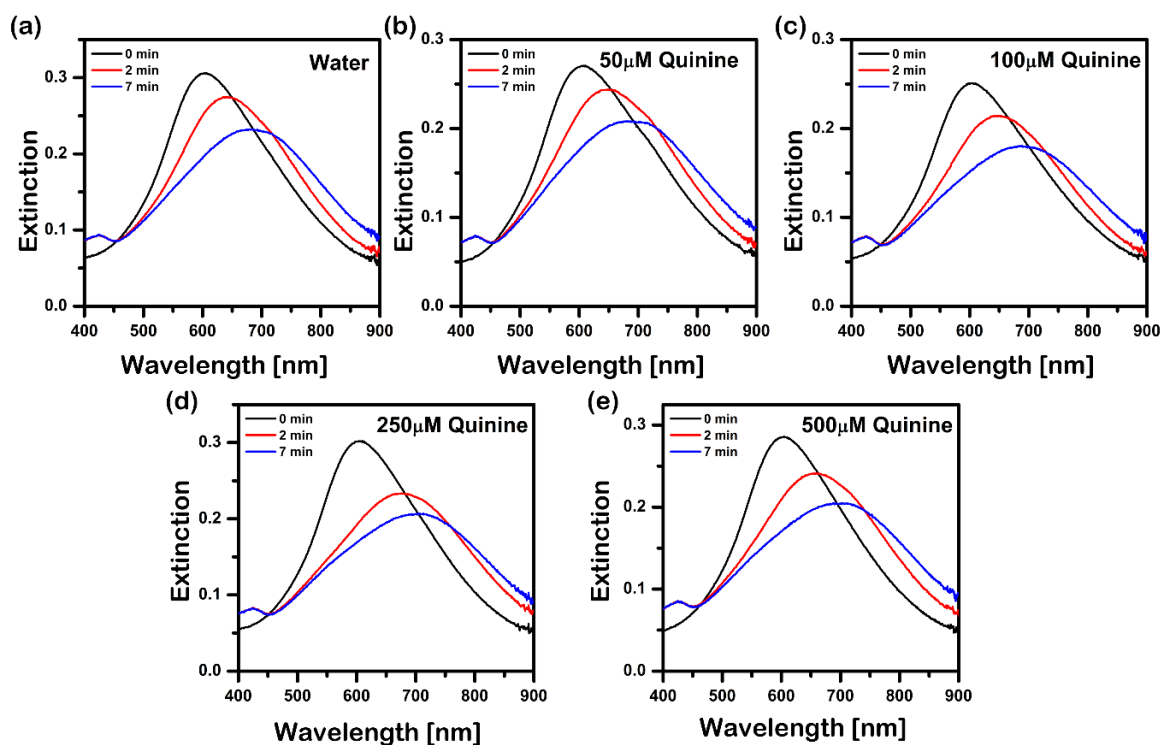 (a)
Water
0 min
2 min
7 min
0.3
0.2
0.1
0.0
Extinction
400 500 600 700 800 900
Wavelength [nm]
(b)
50μM Quinine
0 min
2 min
7 min
0.3
0.2
0.1
0.0
Extinction
400 500 600 700 800 900
Wavelength [nm]
(c)
100μM Quinine
0 min
2 min
7 min
0.3
0.2
0.1
0.0
Extinction
400 500 600 700 800 900
Wavelength [nm]
(d)
250μM Quinine
0 min
2 min
7 min
0.3
0.2
0.1
0.0
Extinction
400 500 600 700 800 900
Wavelength [nm]
(e)
500μM Quinine
0 min
2 min
7 min
0.3
0.2
0.1
0.0
Extinction
400 500 600 700 800 900
Wavelength [nm]